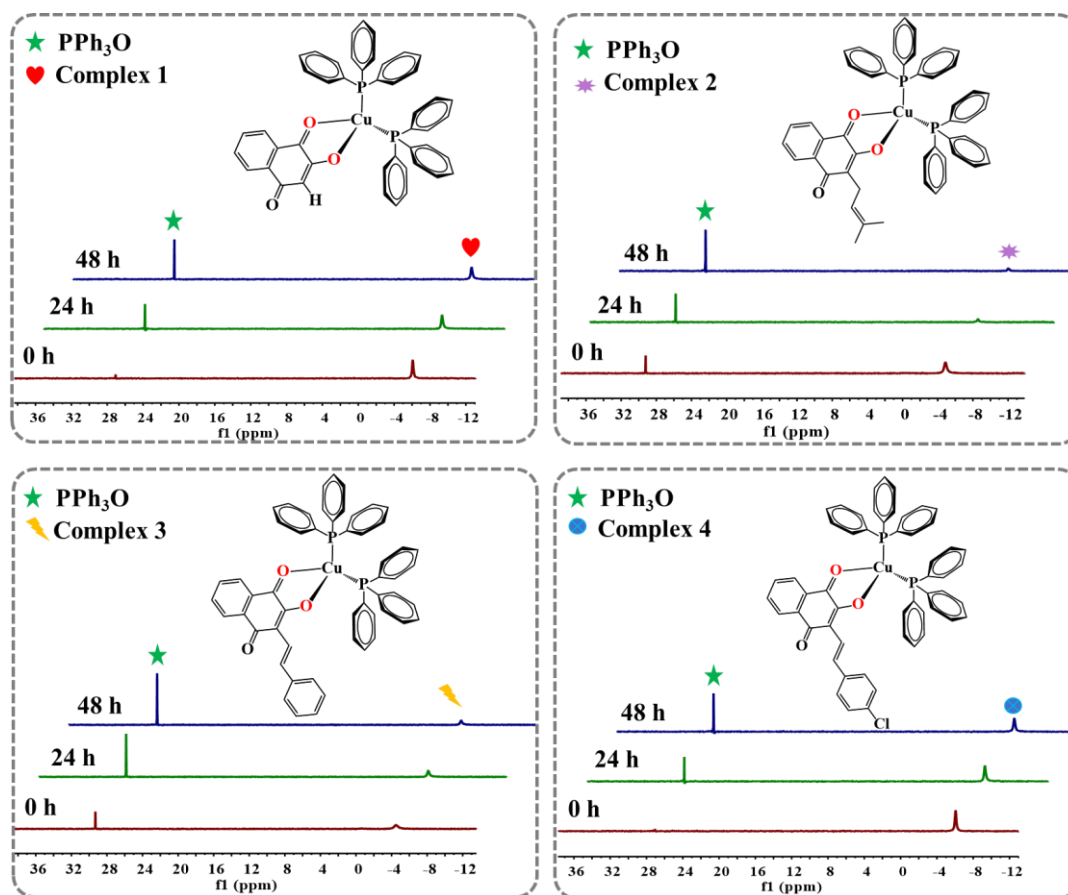 PPh₃O
Complex 1
P
Cu
P
O
O
O
H
48 h
24 h
0 h
36 32 28 24 20 16 12 8 4 0 -4 -8 -12
f1 (ppm)
PPh₃O
Complex 2
P
Cu
P
O
O
O
48 h
24 h
0 h
36 32 28 24 20 16 12 8 4 0 -4 -8 -12
f1 (ppm)
PPh₃O
Complex 3
P
Cu
P
O
O
O
48 h
24 h
0 h
36 32 28 24 20 16 12 8 4 0 -4 -8 -12
f1 (ppm)
PPh₃O
Complex 4
P
Cu
P
O
O
O
Cl
48 h
24 h
0 h
36 32 28 24 20 16 12 8 4 0 -4 -8 -12
f1 (ppm)